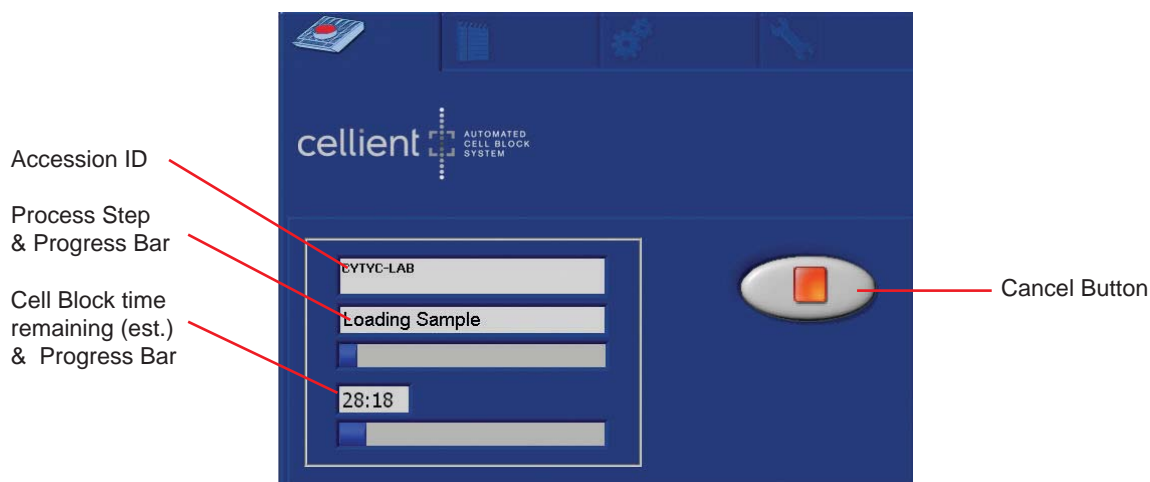 cellient
AUTOMATED
CELL BLOCK
SYSTEM
Accession ID
Process Step
& Progress Bar
Cell Block time
remaining (est.)
& Progress Bar
CYTYC-LAB
Loading Sample
28:18
Cancel Button